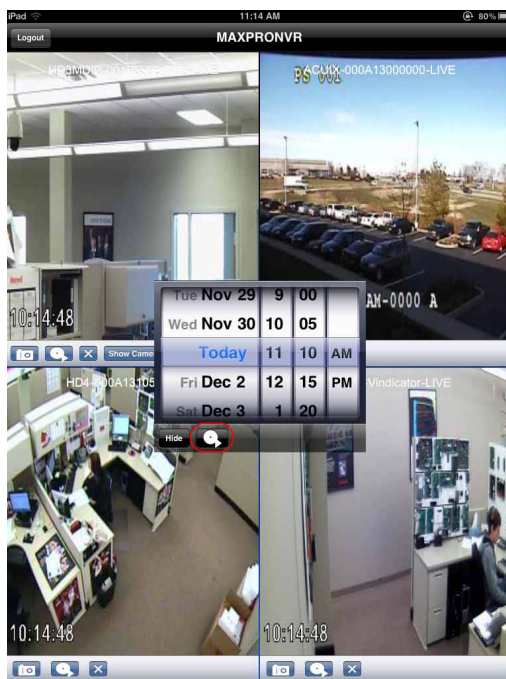 iPad 11:14 AM 80%
Logout MAXPRONVR
ACUIX-000A13000000-LIVE
PS 001
10:14:48
AM-0000 A
Show Came
Tue Nov 29 9 00
Wed Nov 30 10 05
Today 11 10 AM
Fri Dec 2 12 15 PM
Sat Dec 3 1 20
Hide
HD4-000A13105
-Vindicator-LIVE
10:14:48
10:14:48